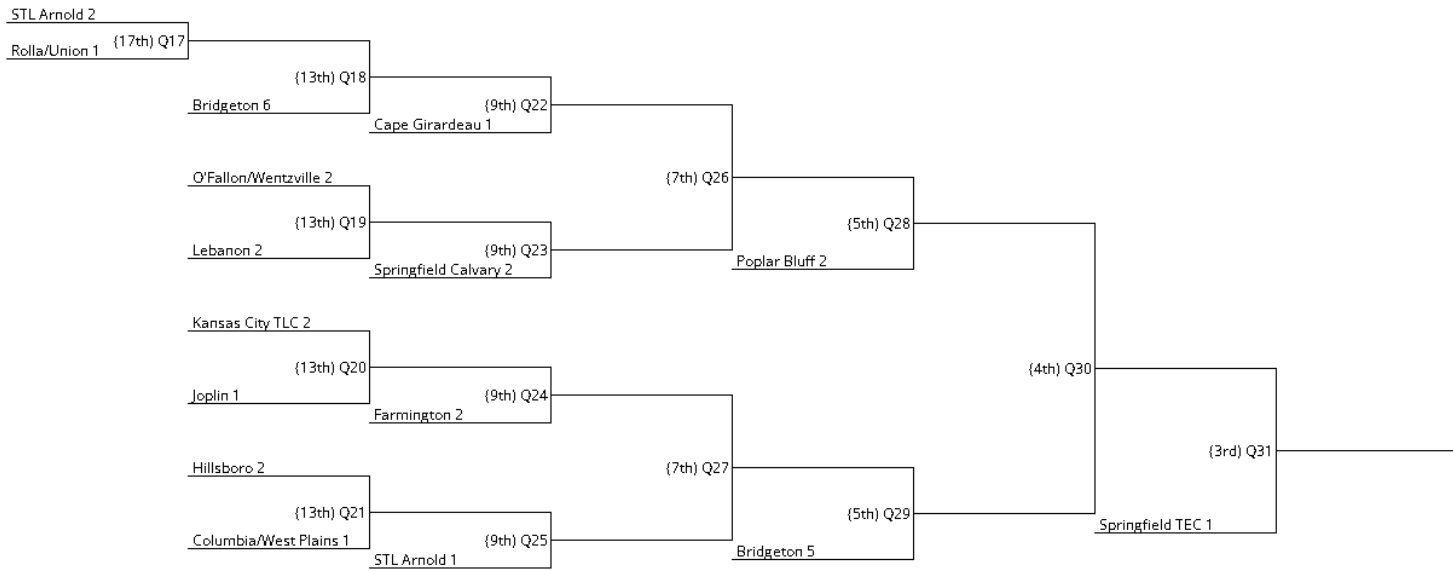 STL Arnold 2
{17th) Q17
Rolla/Union 1
{13th) Q18
Bridgeton 6
{9th) Q22
Cape Girardeau 1
O'Fallon/Wentzville 2
{7th) Q26
{13th) Q19
{5th) Q28
Lebanon 2
{9th) Q23
Springfield Calvary 2
Poplar Bluff 2
Kansas City TLC 2
{13th) Q20
{4th) Q30
Joplin 1
{9th) Q24
Farmington 2
{3rd) Q31
Hillsboro 2
{7th) Q27
{13th) Q21
{5th) Q29
Springfield TEC 1
Columbia/West Plains 1
{9th) Q25
STL Arnold 1
Bridgeton 5